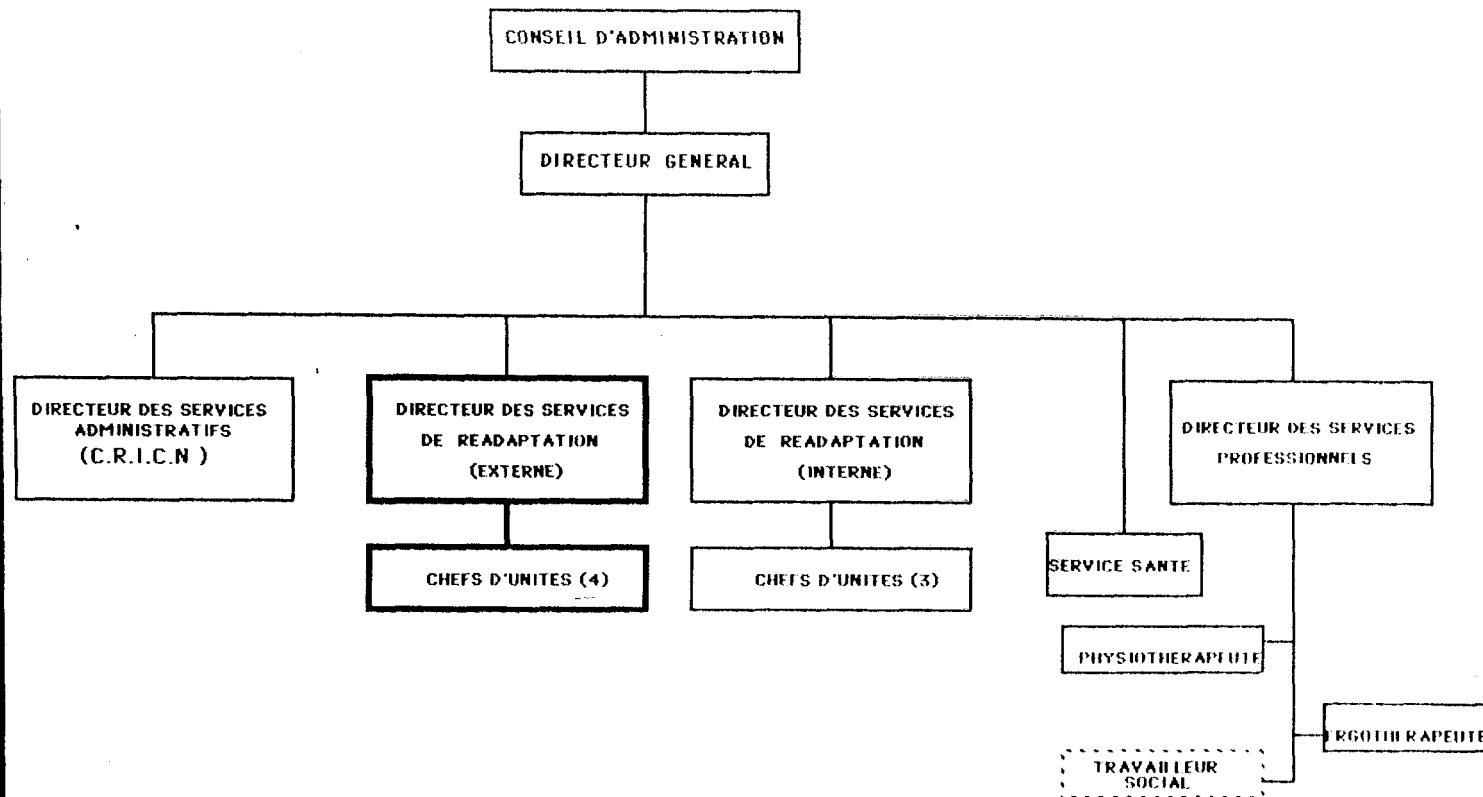 CONSEIL D'ADMINISTRATION
DIRECTEUR GENERAL
DIRECTEUR DES SERVICES
ADMINISTRATIFS
(C.R.I.C.N )
DIRECTEUR DES SERVICES
DE READAPTATION
(EXTERNE)
DIRECTEUR DES SERVICES
DE READAPTATION
(INTERNE)
DIRECTEUR DES SERVICES
PROFESSIONNELS
CHEFS D'UNITES (4)
CHEFS D'UNITES (3)
SERVICE SANTE
PHYSIOTHERAPEUTE
ERGOTHERAPEUTE
TRAVAILLEUR
SOCIAL